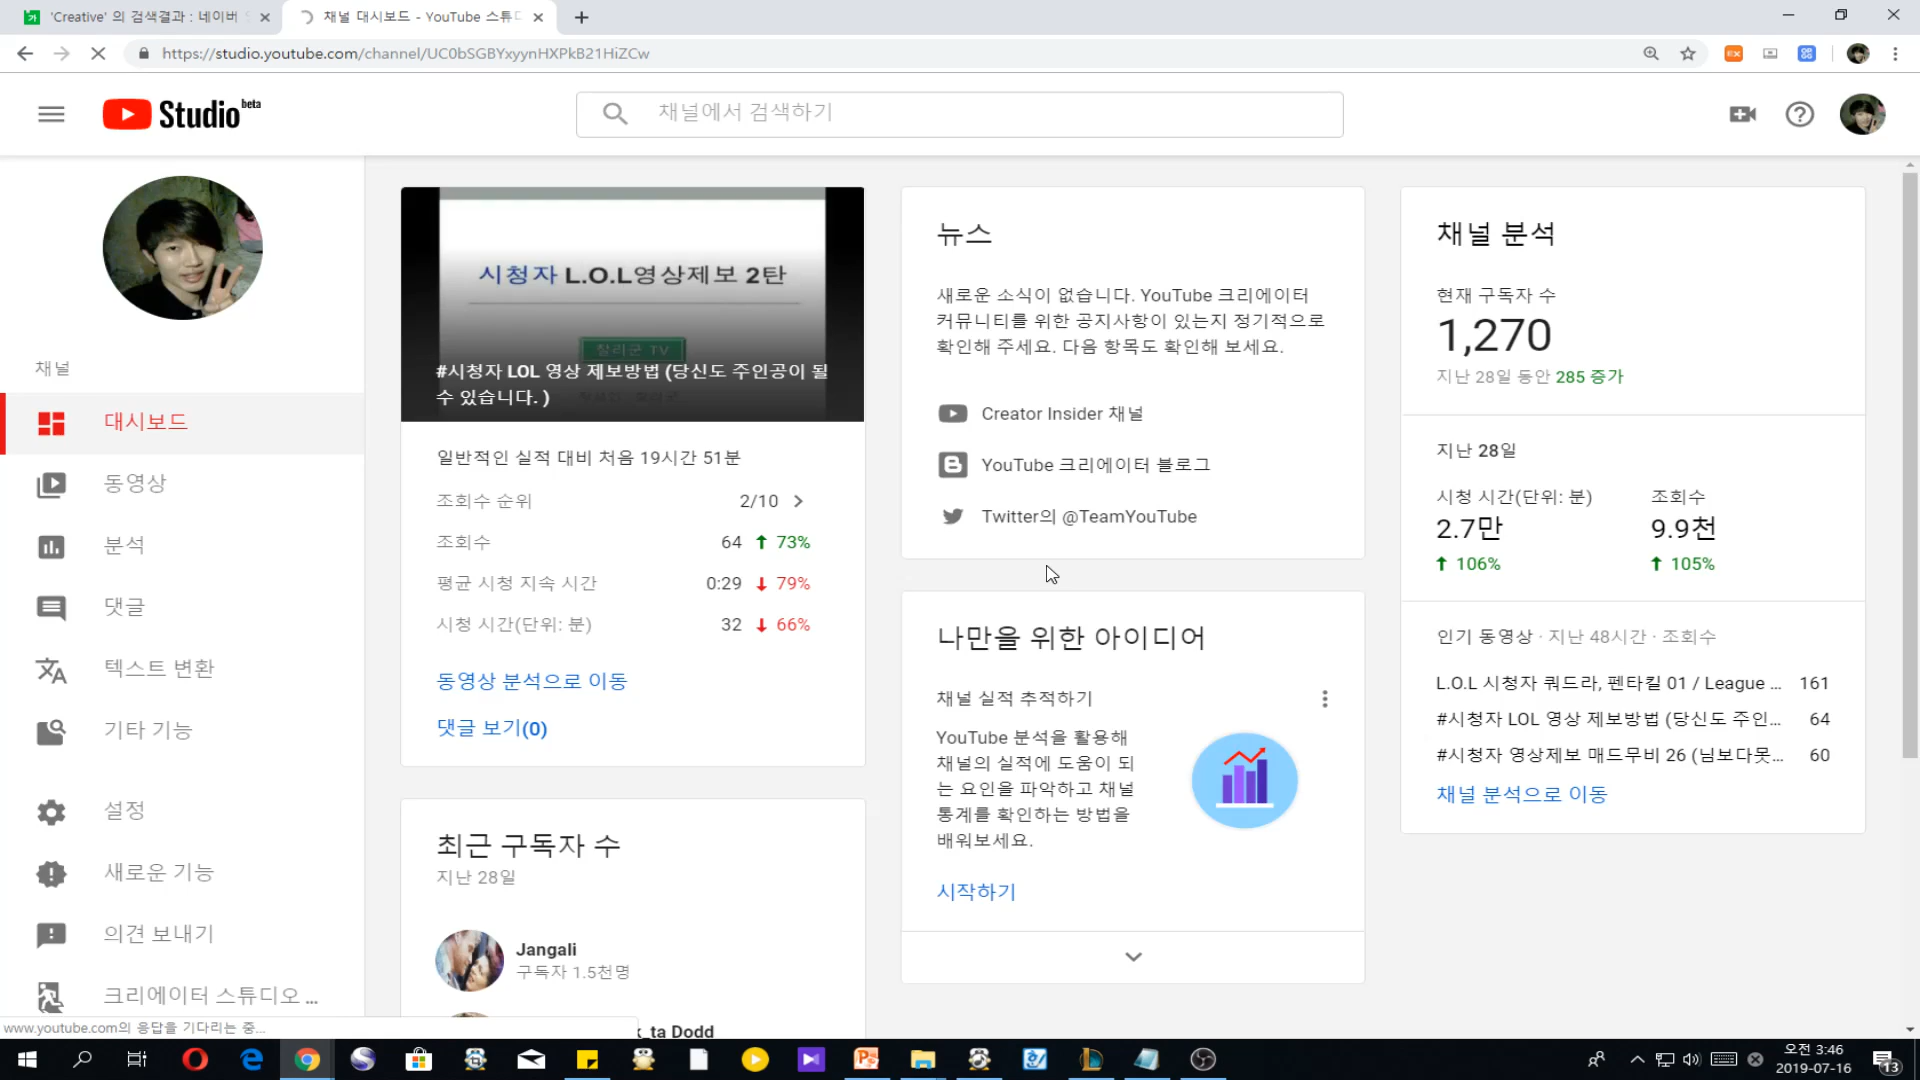 'Creative' 의 검색결과 : 네이버
채널 대시보드 - YouTube 스튜디
https://studio.youtube.com/channel/UC0bSGBYxyynHXPkB21HiZCw
Studio beta
채널에서 검색하기
채널
대시보드
동영상
분석
댓글
텍스트 변환
기타 기능
설정
새로운 기능
의견 보내기
크리에이터 스튜디오 ...
www.youtube.com의 응답을 기다리는 중...
시청자 L.O.L영상제보 2탄
창리군 TV
#시청자 LOL 영상 제보방법 (당신도 주인공이 될
수 있습니다. )
일반적인 실적 대비 처음 19시간 51분
조회수 순위 2/10
조회수 64 73%
평균 시청 지속 시간 0:29 79%
시청 시간(단위: 분) 32 66%
동영상 분석으로 이동
댓글 보기(0)
최근 구독자 수
지난 28일
Jangali
구독자 1.5천명
k_ta Dodd
뉴스
새로운 소식이 없습니다. YouTube 크리에이터
커뮤니티를 위한 공지사항이 있는지 정기적으로
확인해 주세요. 다음 항목도 확인해 보세요.
Creator Insider 채널
YouTube 크리에이터 블로그
Twitter의 @TeamYouTube
나만을 위한 아이디어
채널 실적 추적하기
YouTube 분석을 활용해
채널의 실적에 도움이 되
는 요인을 파악하고 채널
통계를 확인하는 방법을
배워보세요.
시작하기
채널 분석
현재 구독자 수
1,270
지난 28일 동안 285 증가
지난 28일
시청 시간(단위: 분) 조회수
2.7만 9.9천
106% 105%
인기 동영상 · 지난 48시간 · 조회수
L.O.L 시청자 쿼드라, 펜타킬 01 / League ... 161
#시청자 LOL 영상 제보방법 (당신도 주인... 64
#시청자 영상제보 매드무비 26 (님보다못... 60
채널 분석으로 이동
오전 3:46
2019-07-16
13